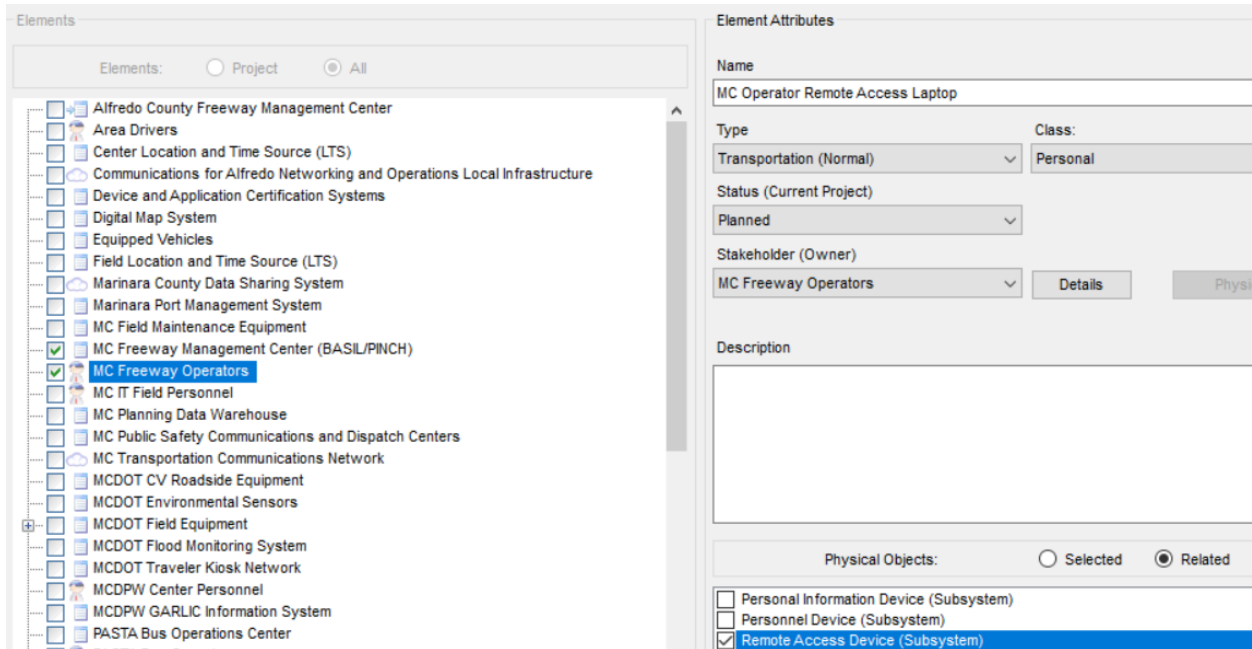 Elements
Elements: Project All
Alfredo County Freeway Management Center
Area Drivers
Center Location and Time Source (LTS)
Communications for Alfredo Networking and Operations Local Infrastructure
Device and Application Certification Systems
Digital Map System
Equipped Vehicles
Field Location and Time Source (LTS)
Marinara County Data Sharing System
Marinara Port Management System
MC Field Maintenance Equipment
MC Freeway Management Center (BASIL/PINCH)
MC Freeway Operators
MC IT Field Personnel
MC Planning Data Warehouse
MC Public Safety Communications and Dispatch Centers
MC Transportation Communications Network
MCDOT CV Roadside Equipment
MCDOT Environmental Sensors
MCDOT Field Equipment
MCDOT Flood Monitoring System
MCDOT Traveler Kiosk Network
MCDPW Center Personnel
MCDPW GARLIC Information System
PASTA Bus Operations Center
Element Attributes
Name
MC Operator Remote Access Laptop
Type Class:
Transportation (Normal) Personal
Status (Current Project)
Planned
Stakeholder (Owner)
MC Freeway Operators Details Physi
Description
Physical Objects: Selected Related
Personal Information Device (Subsystem)
Personnel Device (Subsystem)
Remote Access Device (Subsystem)